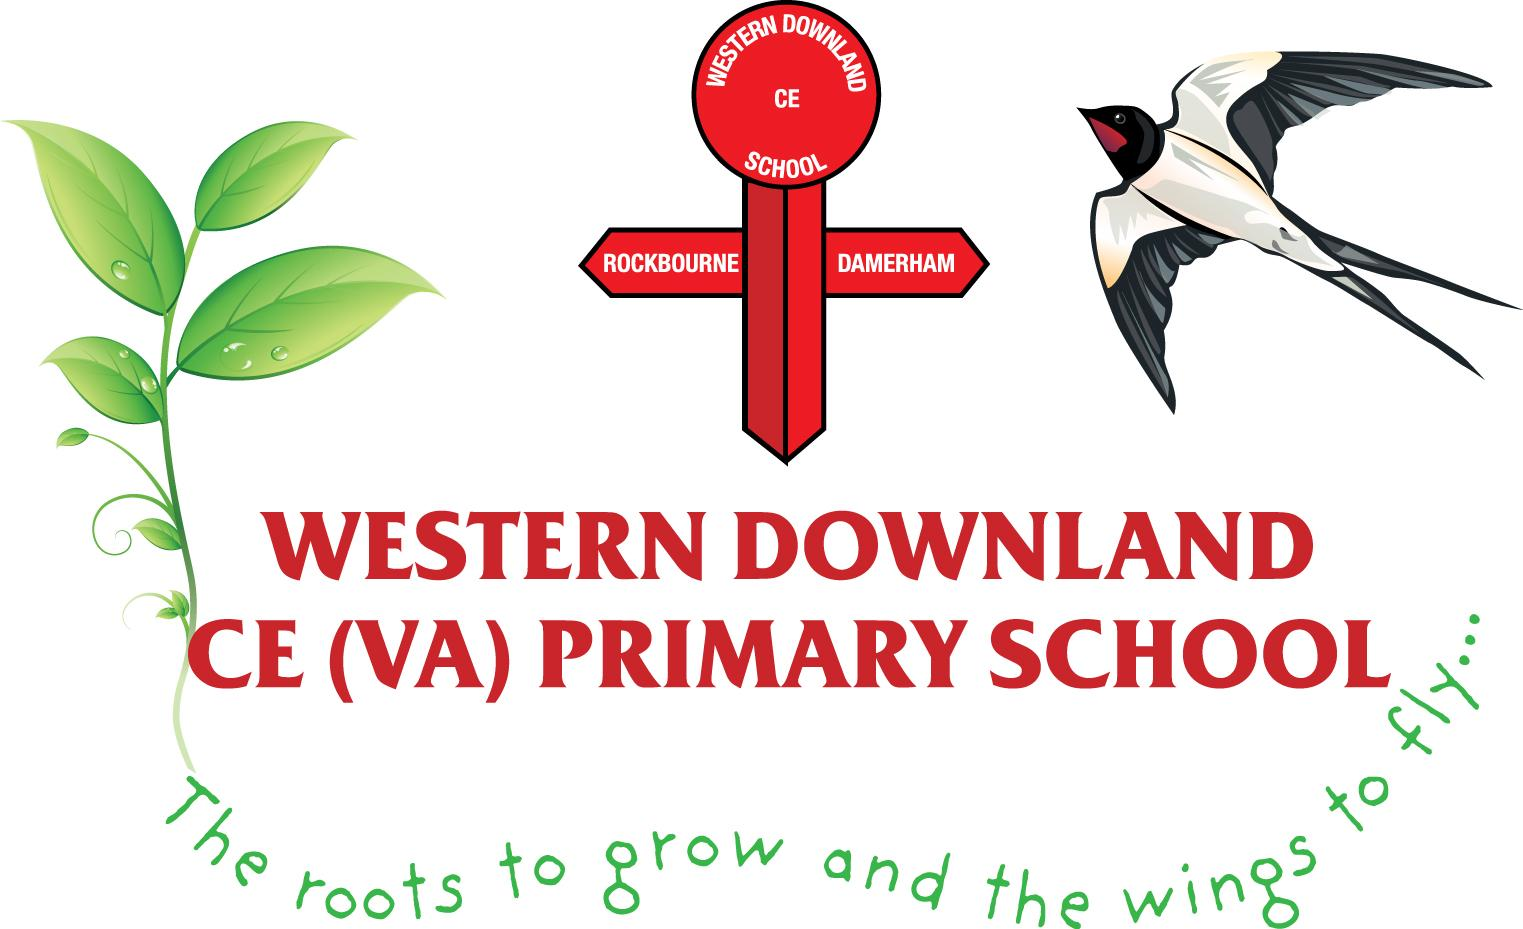 WESTERN DOWNLAND
CE
SCHOOL
ROCKBOURNE
DAMERHAM
WESTERN DOWNLAND
CE (VA) PRIMARY SCHOOL
The roots to grow and the wings to fly...